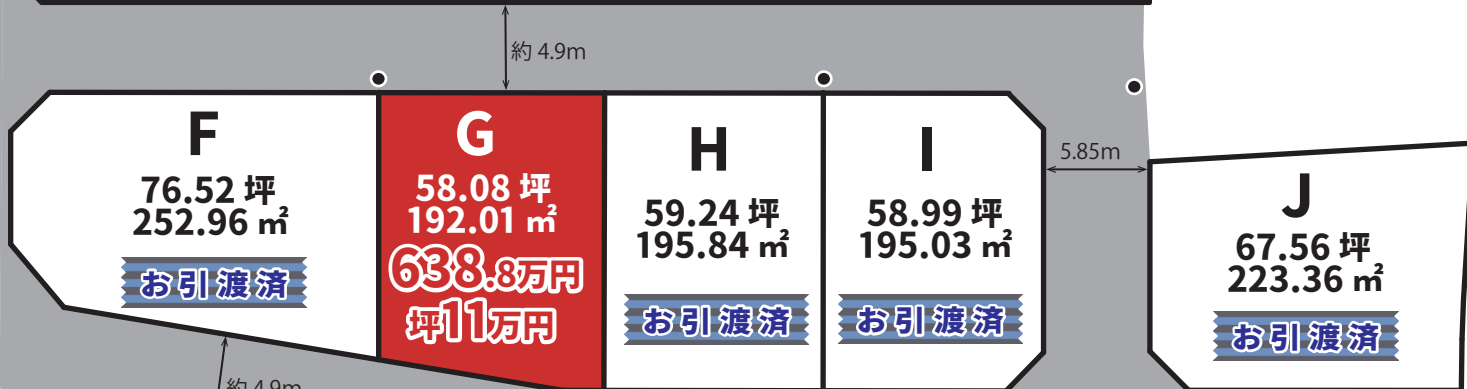 約 4.9m
F
76.52 坪
252.96 ㎡
お引渡済
G
58.08 坪
192.01 ㎡
638.8万円
坪11万円
H
59.24 坪
195.84 ㎡
お引渡済
I
58.99 坪
195.03 ㎡
お引渡済
5.85m
J
67.56 坪
223.36 ㎡
お引渡済
約 4.9m